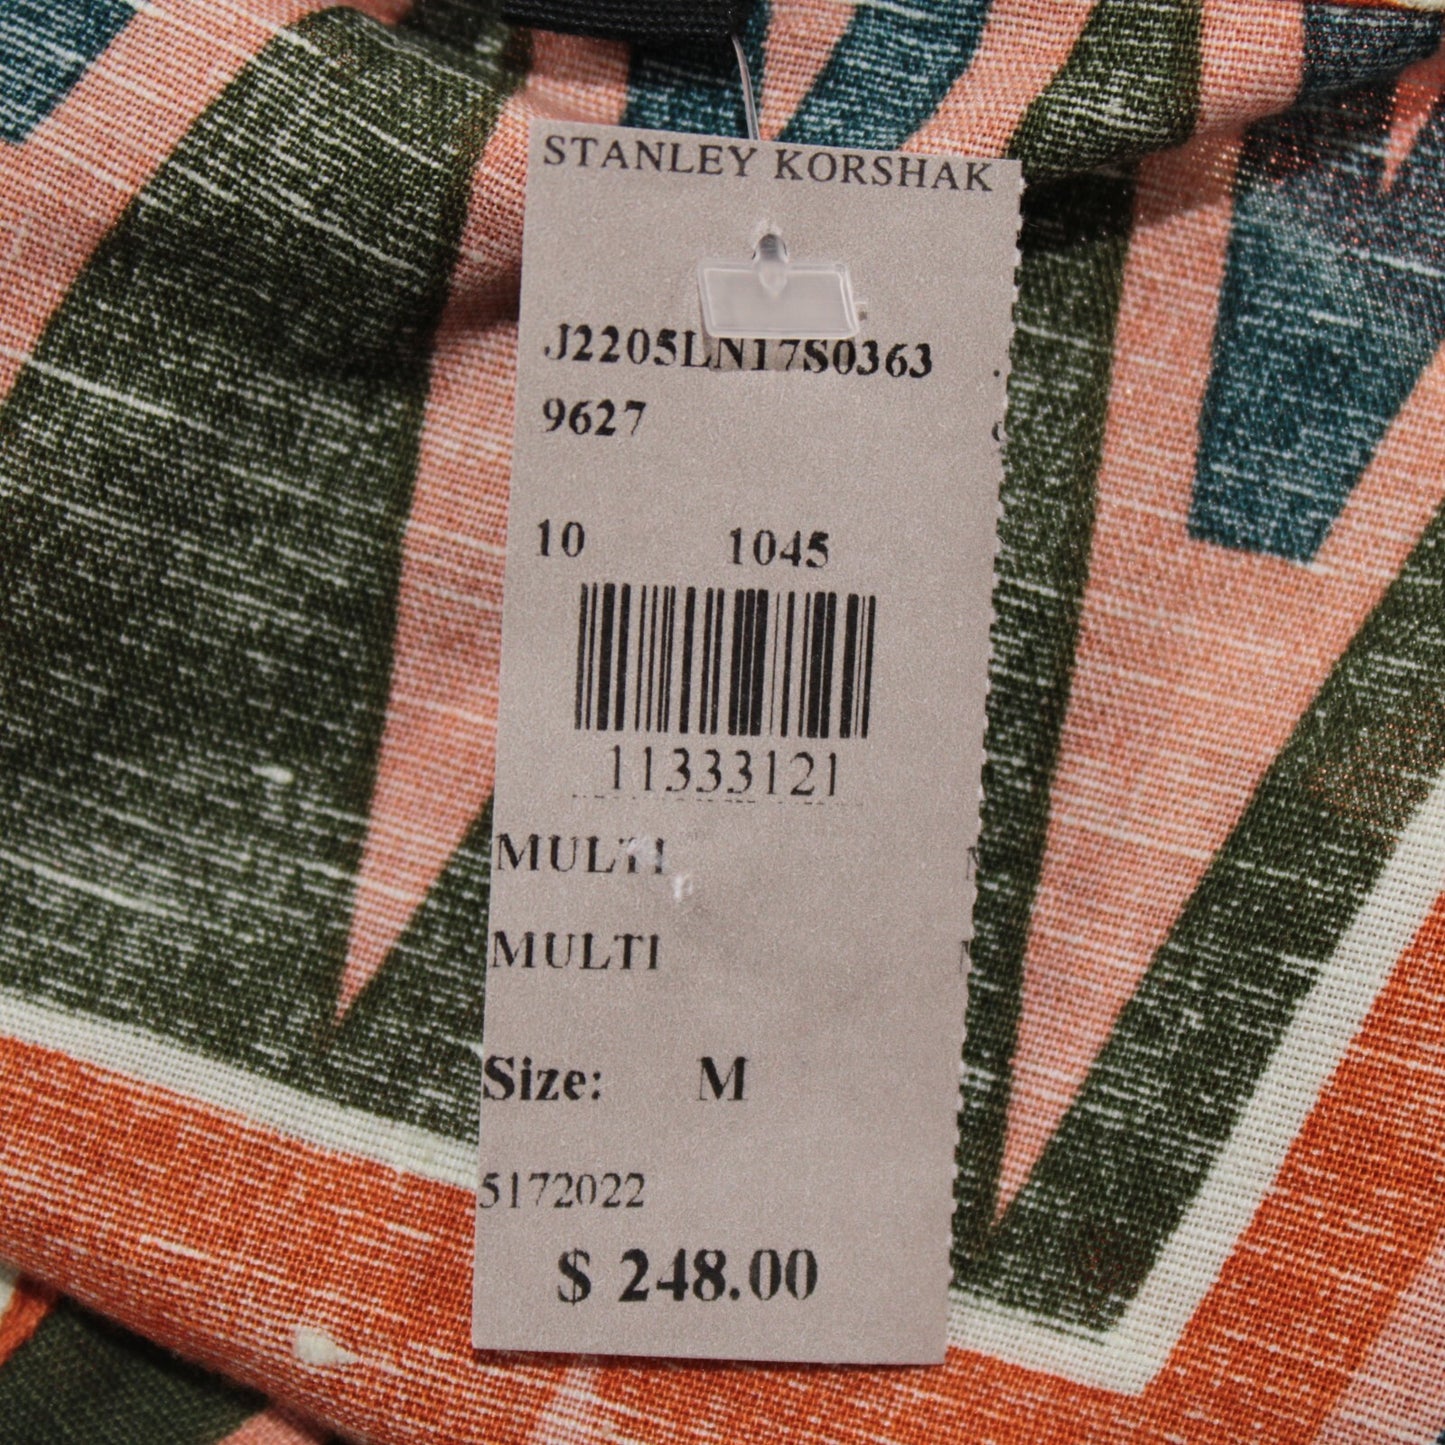 STANLEY KORSHAK
J2205LN17S0363
9627
10 1045
11333121
MULTI
MULTI
Size: M
5172022
$ 248.00